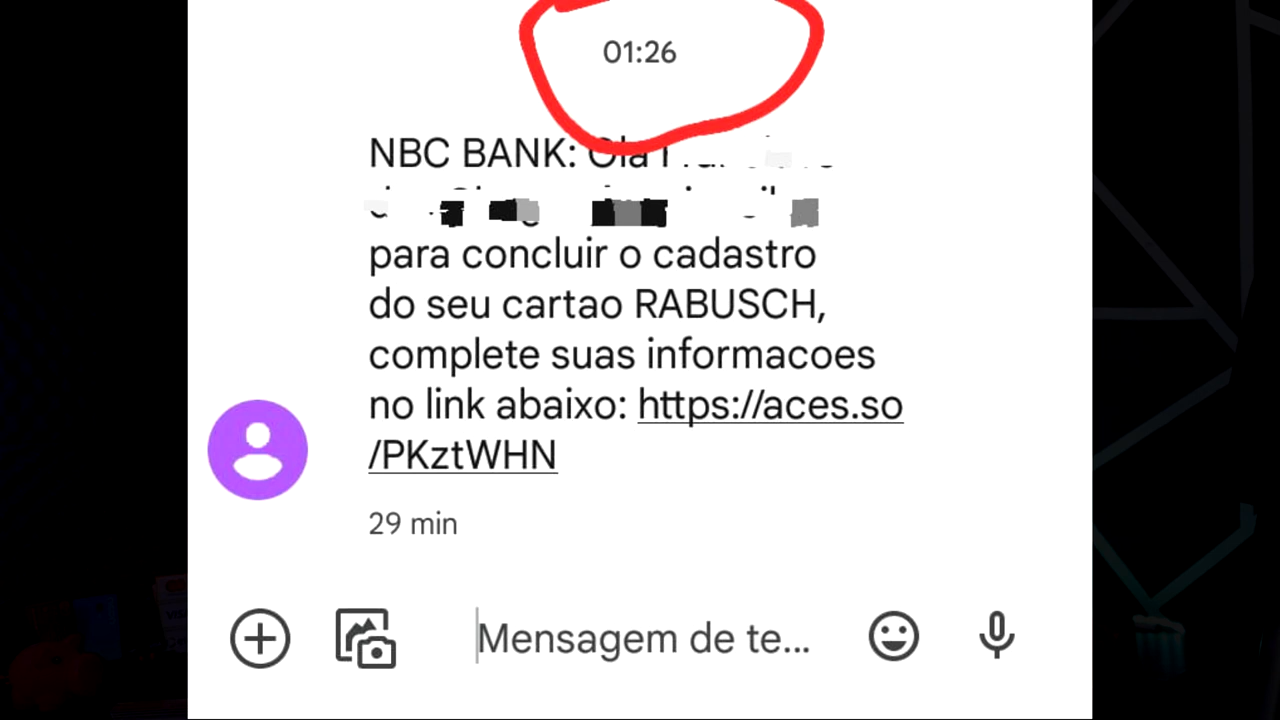 01:26
NBC BANK: Ola
para concluir o cadastro
do seu cartao RABUSCH,
complete suas informacoes
no link abaixo: https://aces.so
/PKztWHN
29 min
Mensagem de te...